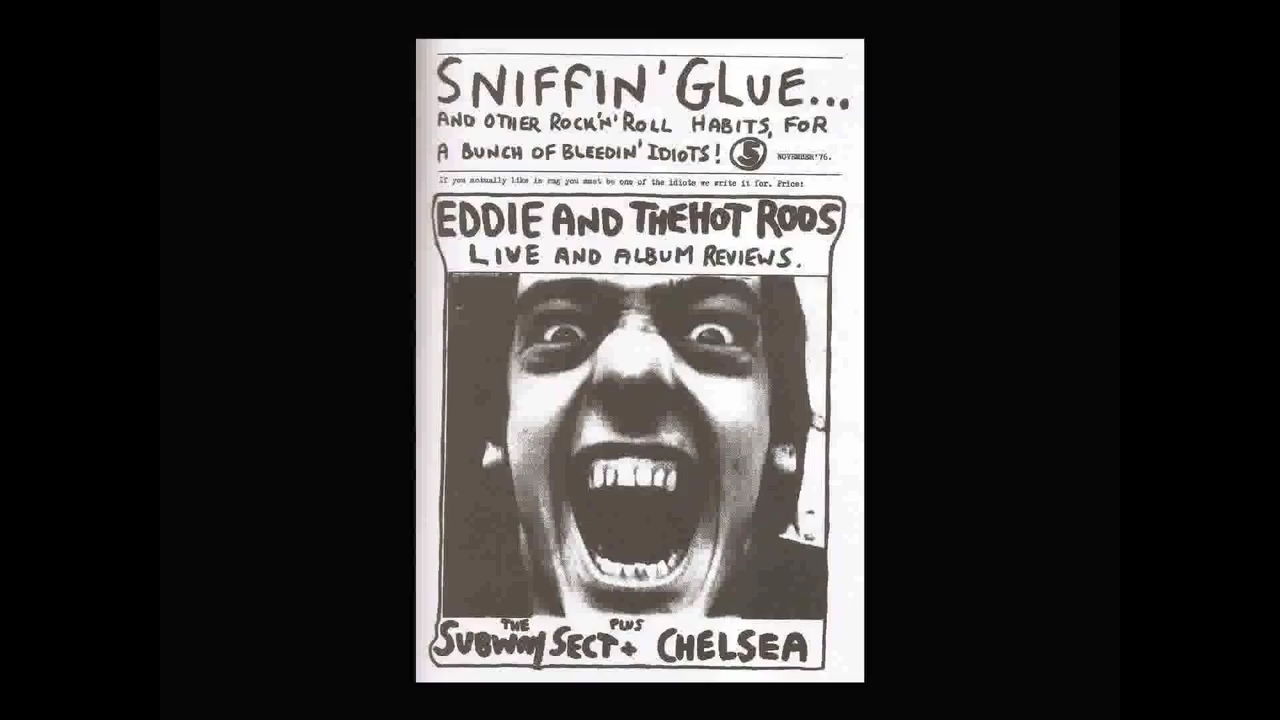 SNIFFIN' GLUE...
AND OTHER ROCK'N'ROLL HABITS, FOR
A BUNCH OF BLEEDIN' IDIOTS! 5 NOVEMBER'76.
If you actually like is rag you must be one of the idiots we write it for. Price:
EDDIE AND THE HOT RODS
LIVE AND ALBUM REVIEWS.
THE PLUS
SUBWAY SECT + CHELSEA